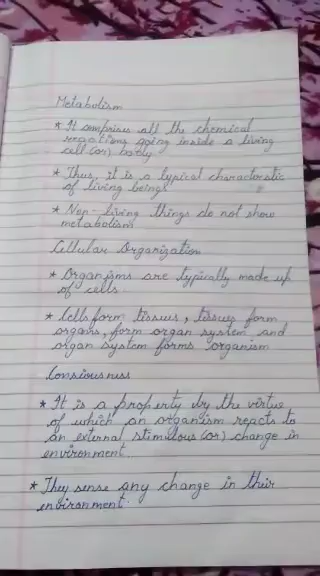 Metabolism
* It comprises all the chemical
reactions going inside a living
cell (or) body
* Thus, it is a typical characterstic
of living beings
* Non-living things do not show
metabolism
Cellular Organization
* Organisms are typically made up
of cells.
* Cells form tissues, tissues form
organs, form organ system and
organ system forms organism
Consiousness
* It is a property by the virtue
of which an organism reacts to
an external stimulous (or) change in
environment.
* They sense any change in their
environment.